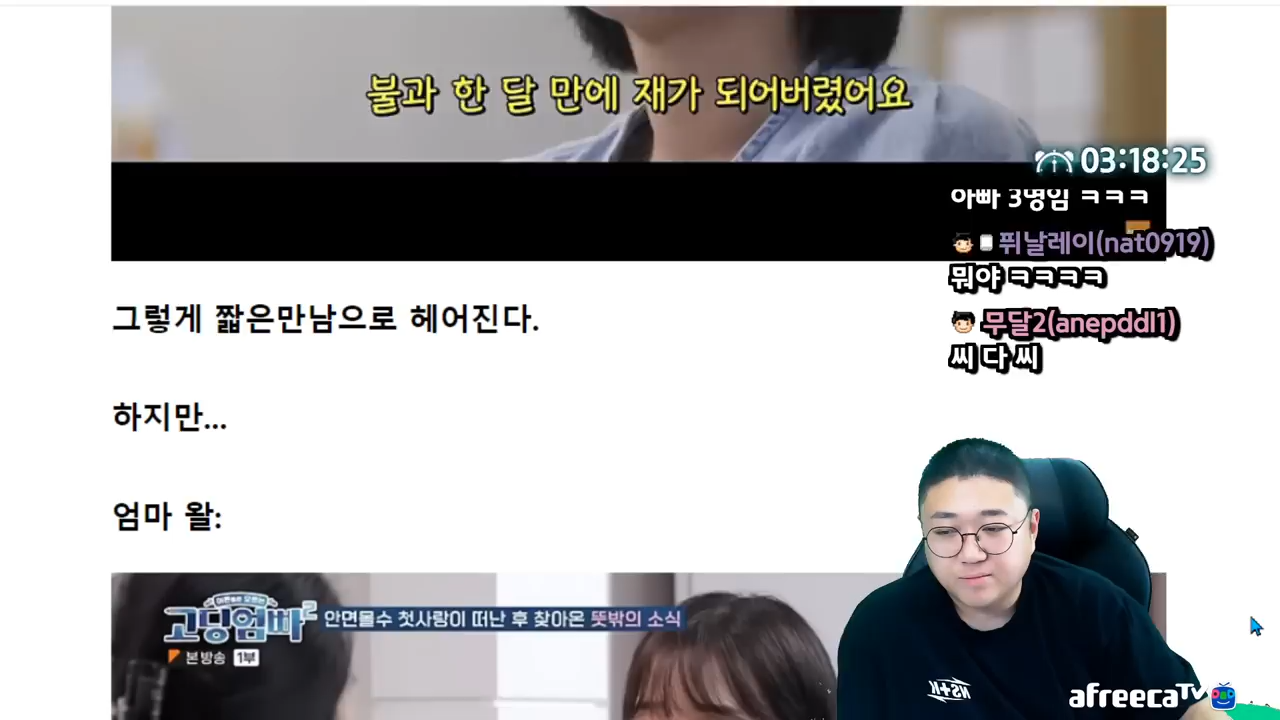 불과 한 달 만에 재가 되어버렸어요
03:18:25
아빠 3명임 ㅋㅋㅋ
퓌날레이(nat0919)
뭐야 ㅋㅋㅋㅋ
무달2(anepddl1)
씨 다 씨
그렇게 짧은만남으로 헤어진다.
하지만...
엄마 왈:
고딩엄빠2
안면몰수 첫사랑이 떠난 후 찾아온 뜻밖의 소식
본방송 1부
afreecaTV